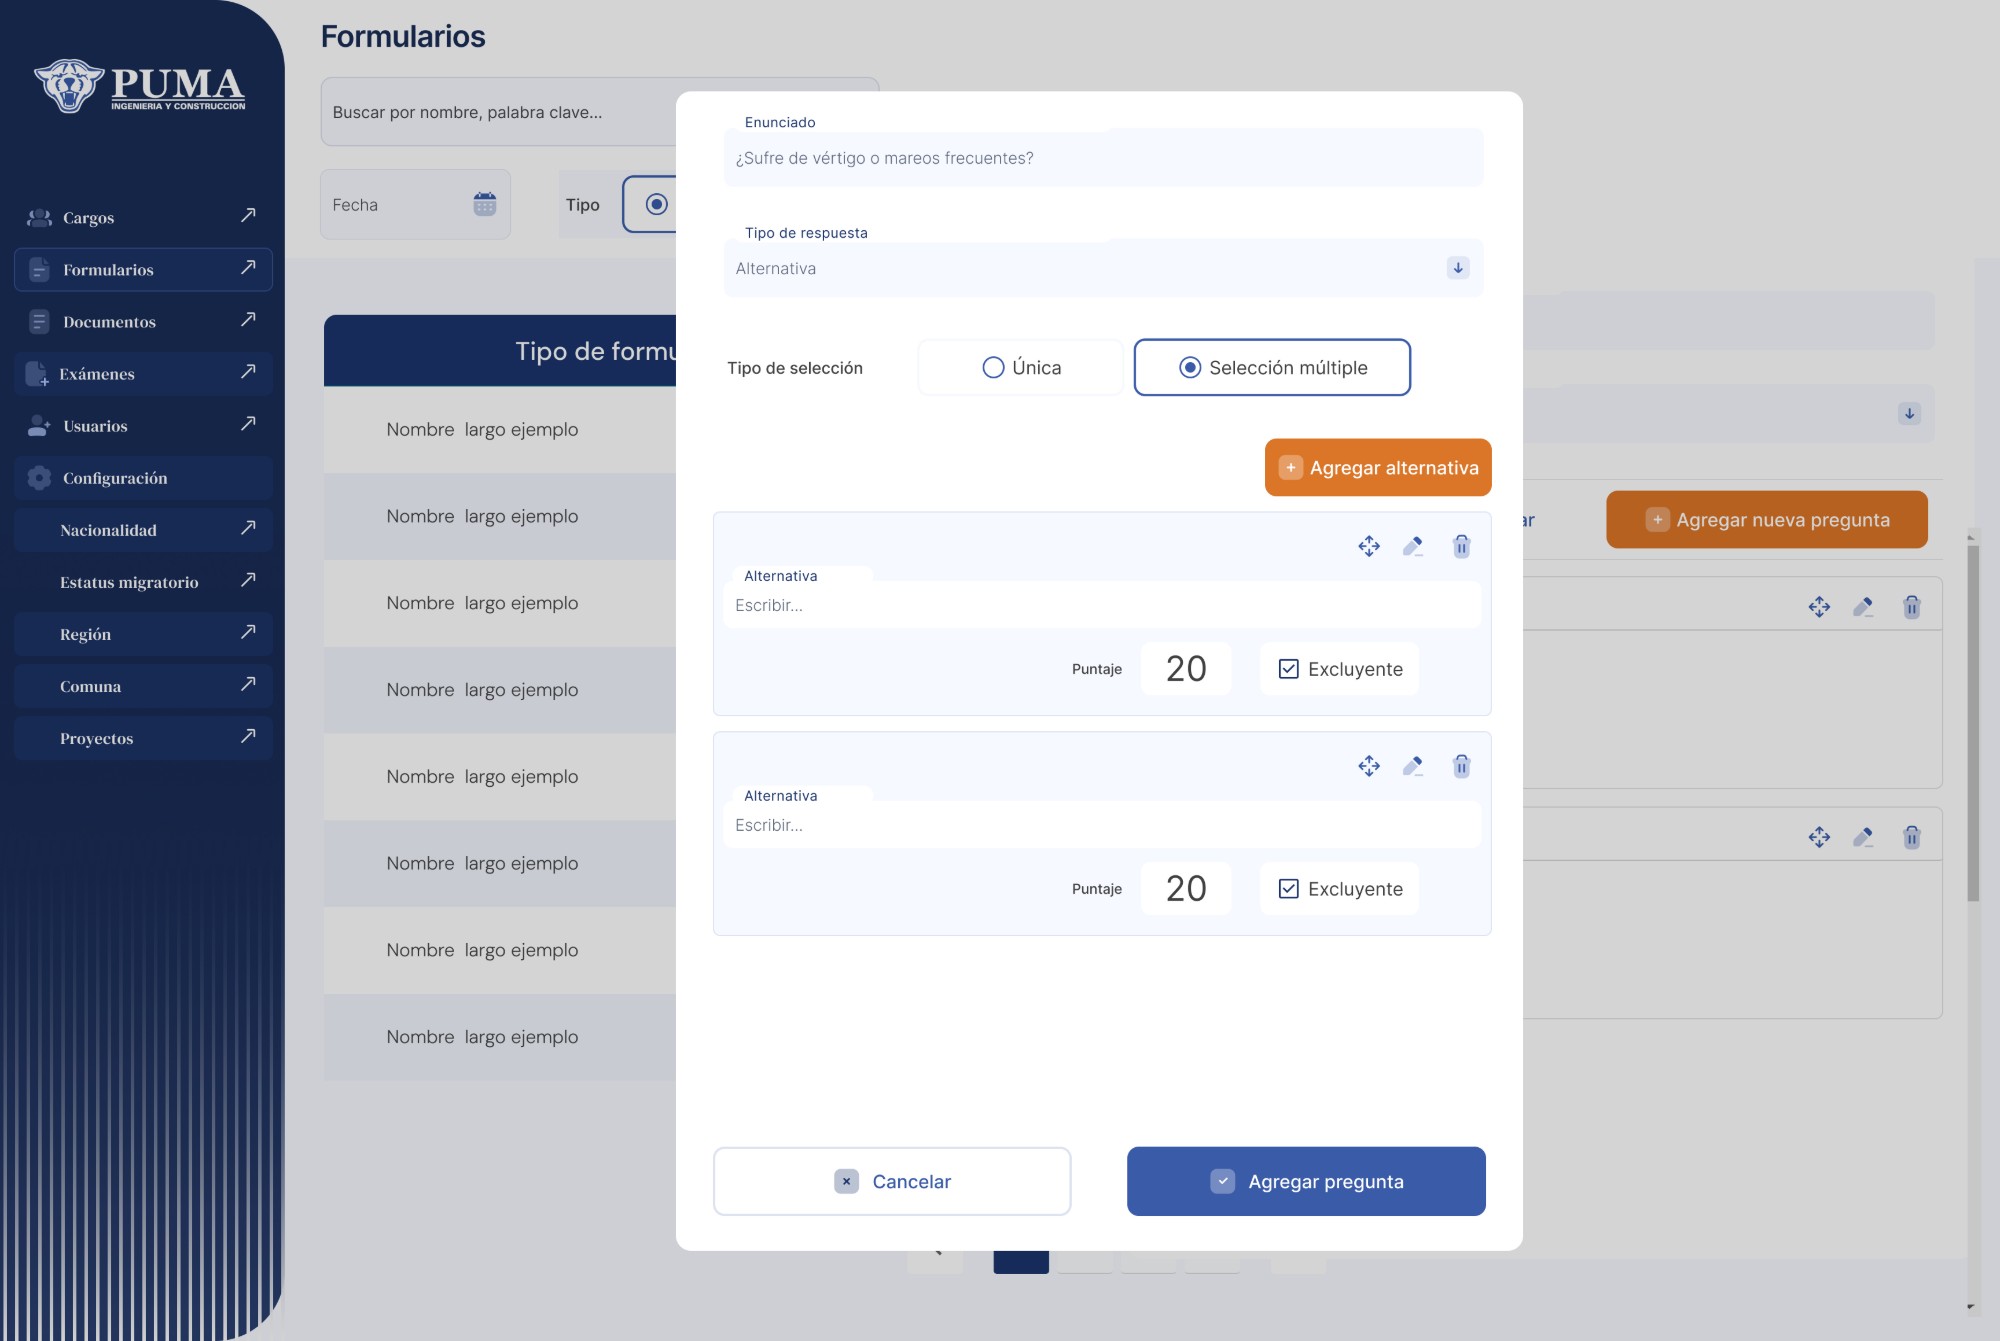 PUMA
INGENIERIA Y CONSTRUCCION
Cargos
Formularios
Documentos
Exámenes
Usuarios
Configuración
Nacionalidad
Estatus migratorio
Región
Comuna
Proyectos
Formularios
Buscar por nombre, palabra clave...
Fecha
Tipo
Nombre largo ejemplo
Nombre largo ejemplo
Nombre largo ejemplo
Nombre largo ejemplo
Nombre largo ejemplo
Nombre largo ejemplo
Nombre largo ejemplo
Nombre largo ejemplo
Tipo de
Enunciado
¿Sufre de vértigo o mareos frecuentes?
Tipo de respuesta
Alternativa
Tipo de selección
Única
Selección múltiple
Agregar alternativa
Alternativa
Escribir...
Puntaje
20
Excluyente
Alternativa
Escribir...
Puntaje
20
Excluyente
Cancelar
Agregar pregunta
Agregar nueva pregunta